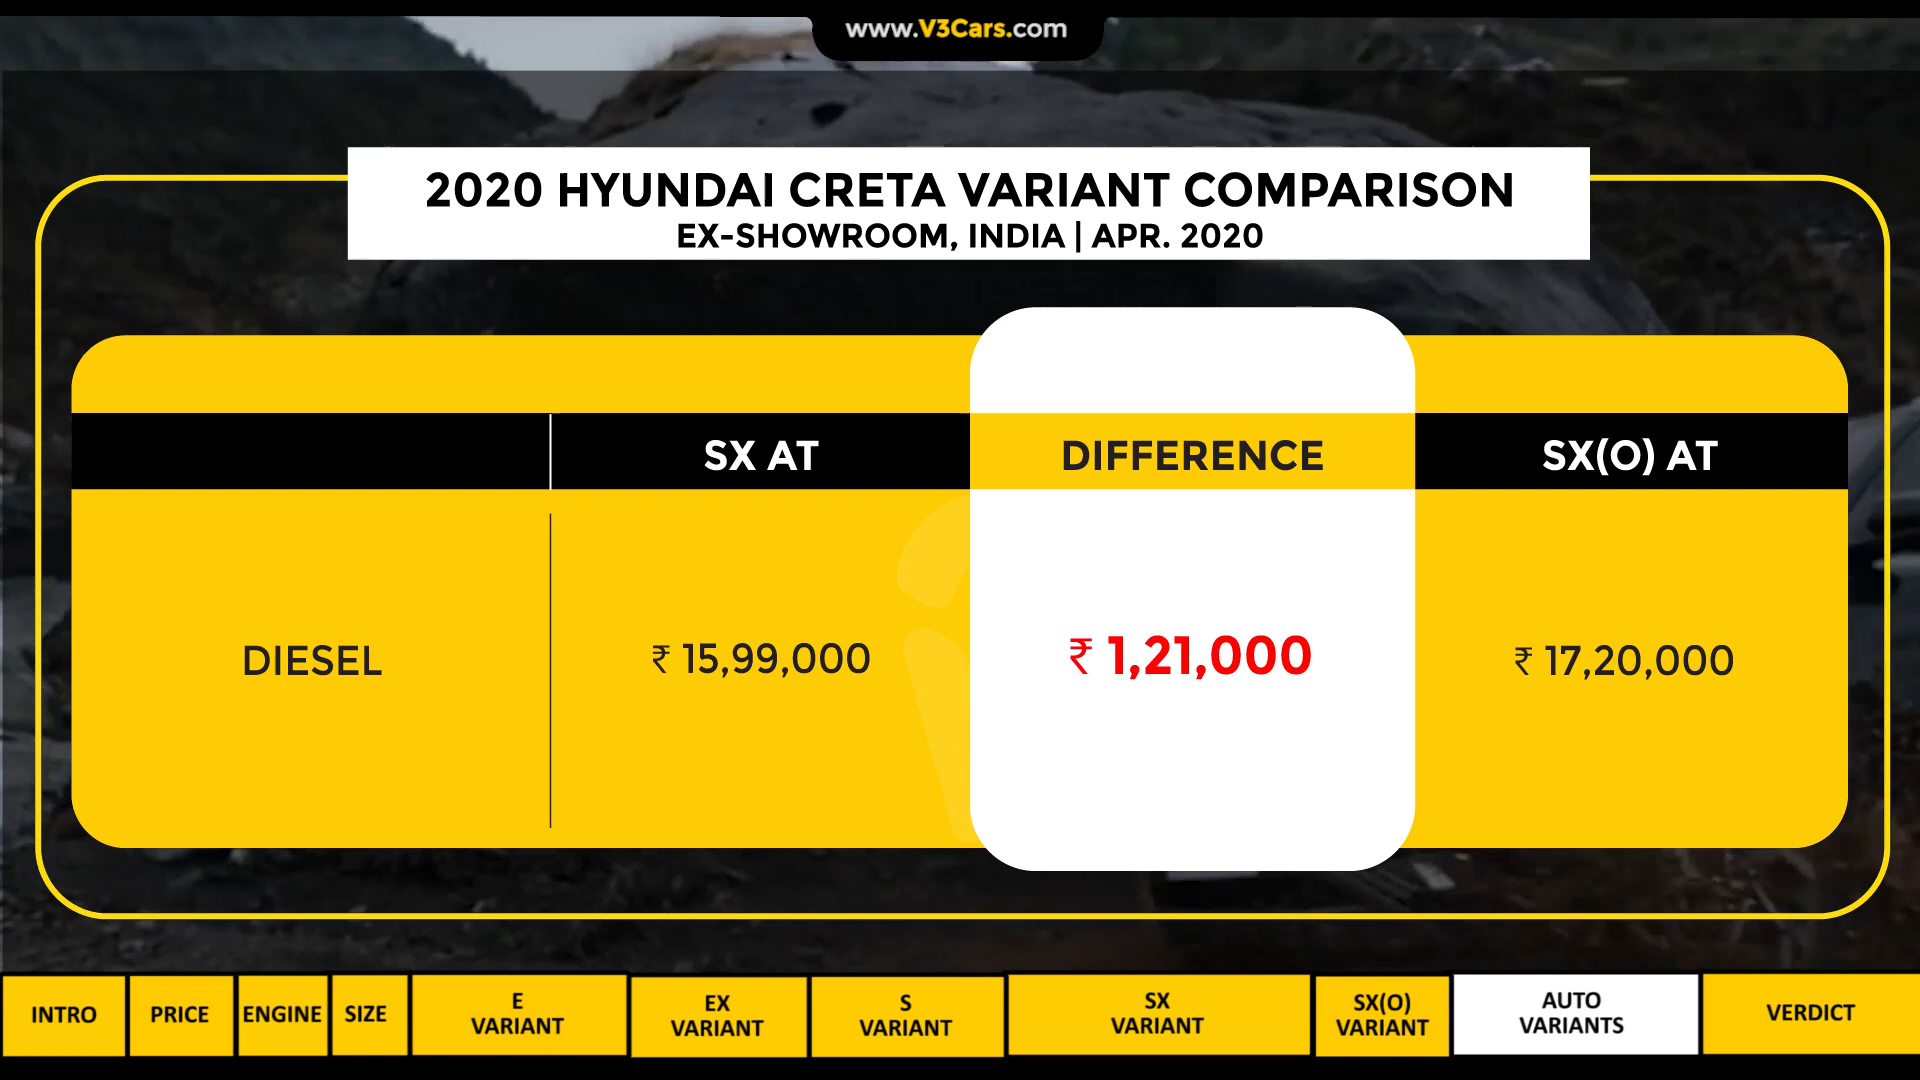 www.V3Cars.com
2020 HYUNDAI CRETA VARIANT COMPARISON
EX-SHOWROOM, INDIA | APR. 2020
SX AT DIFFERENCE SX(O) AT
DIESEL ₹ 15,99,000 ₹ 1,21,000 ₹ 17,20,000
INTRO
PRICE
ENGINE
SIZE
E
VARIANT
EX
VARIANT
S
VARIANT
SX
VARIANT
SX(O)
VARIANT
AUTO
VARIANTS
VERDICT